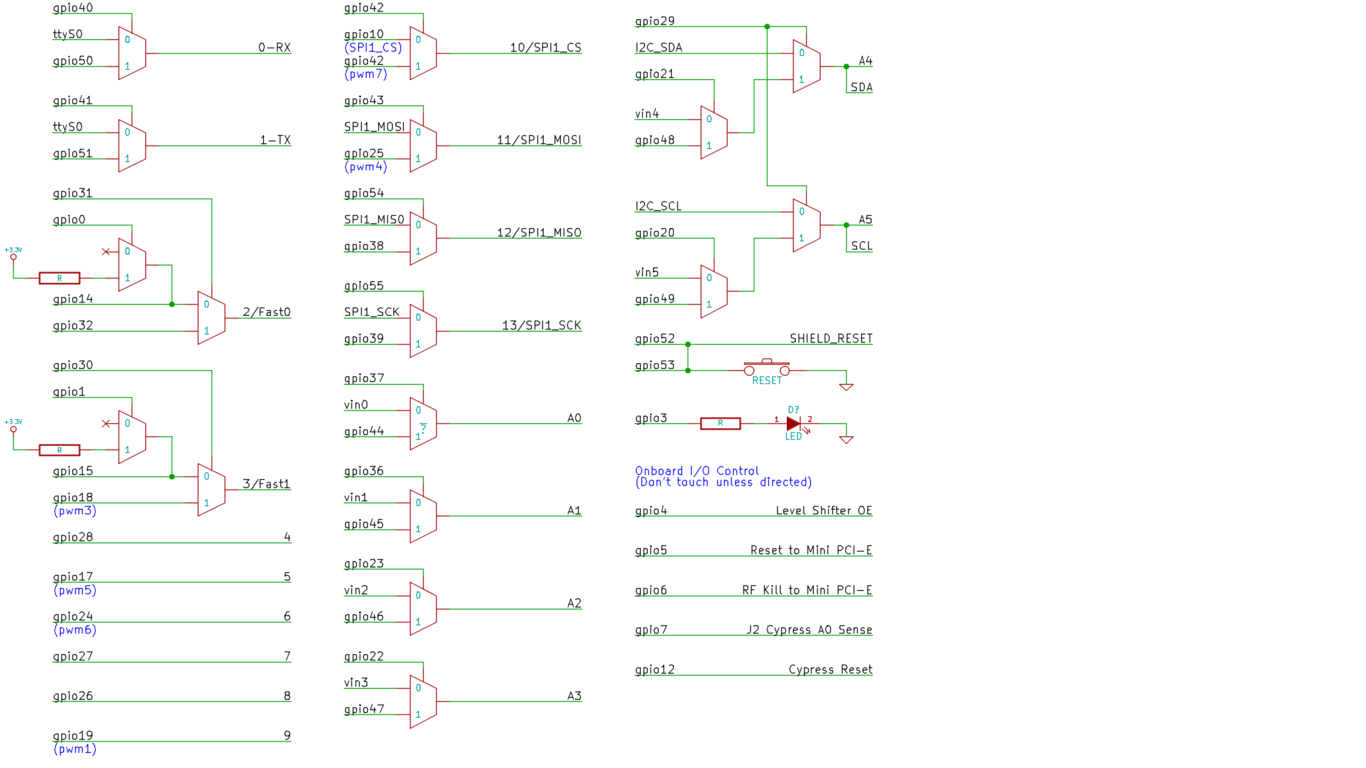 gpio40
ttyS0
0
0-RX
gpio50
1
gpio41
ttyS0
0
1-TX
gpio51
1
gpio31
gpio0
+3.3V
0
R
1
gpio14
0
2/Fast0
gpio32
1
gpio30
gpio1
+3.3V
0
R
1
gpio15
0
3/Fast1
gpio18
1
(pwm3)
gpio28 4
gpio17 5
(pwm5)
gpio24 6
(pwm6)
gpio27 7
gpio26 8
gpio19 9
(pwm1)
gpio42
gpio10
0
(SPI1_CS)
10/SPI1_CS
gpio42
1
(pwm7)
gpio43
SPI1_MOSI
0
11/SPI1_MOSI
gpio25
1
(pwm4)
gpio54
SPI1_MISO
0
12/SPI1_MISO
gpio38
1
gpio55
SPI1_SCK
0
13/SPI1_SCK
gpio39
1
gpio37
vin0
0
A0
?
gpio44
1
gpio36
vin1
0
A1
gpio45
1
gpio23
vin2
0
A2
gpio46
1
gpio22
vin3
0
A3
gpio47
1
gpio29
I2C_SDA
0
A4
gpio21
1
SDA
vin4
0
gpio48
1
I2C_SCL
0
A5
gpio20
1
SCL
vin5
0
gpio49
1
gpio52 SHIELD_RESET
gpio53
RESET
gpio3
R
D?
1 2
LED
Onboard I/O Control
(Don't touch unless directed)
gpio4 Level Shifter OE
gpio5 Reset to Mini PCI-E
gpio6 RF Kill to Mini PCI-E
gpio7 J2 Cypress A0 Sense
gpio12 Cypress Reset